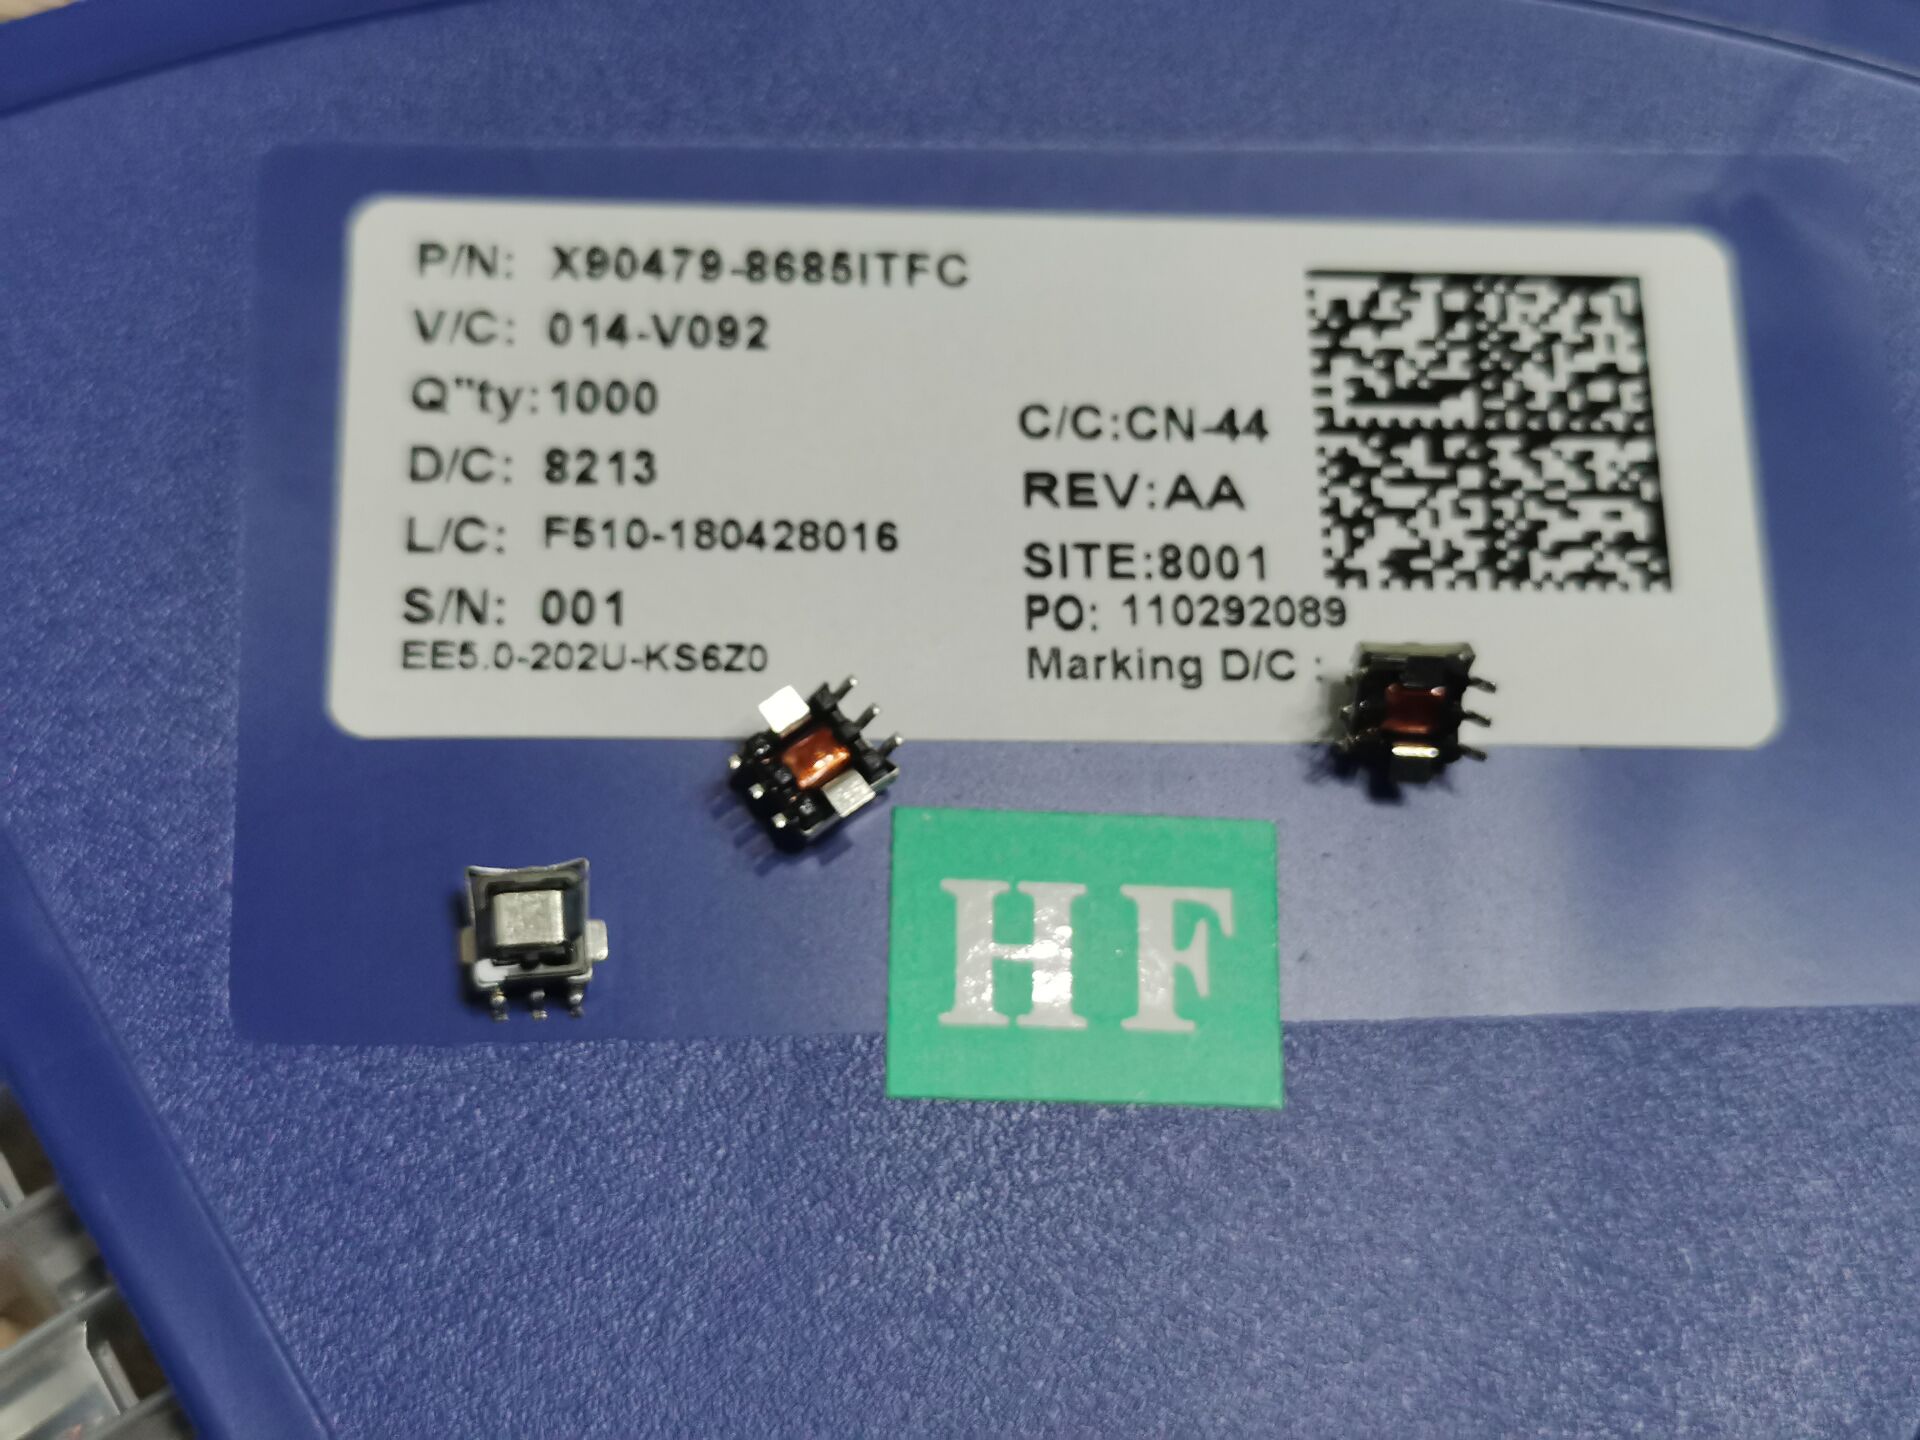 P/N: X90479-8685ITFC
V/C: 014-V092
Q"ty: 1000
D/C: 8213
L/C: F510-180428016
S/N: 001
EE5.0-202U-KS6Z0
C/C:CN-44
REV:AA
SITE:8001
PO: 110292089
Marking D/C :
HF